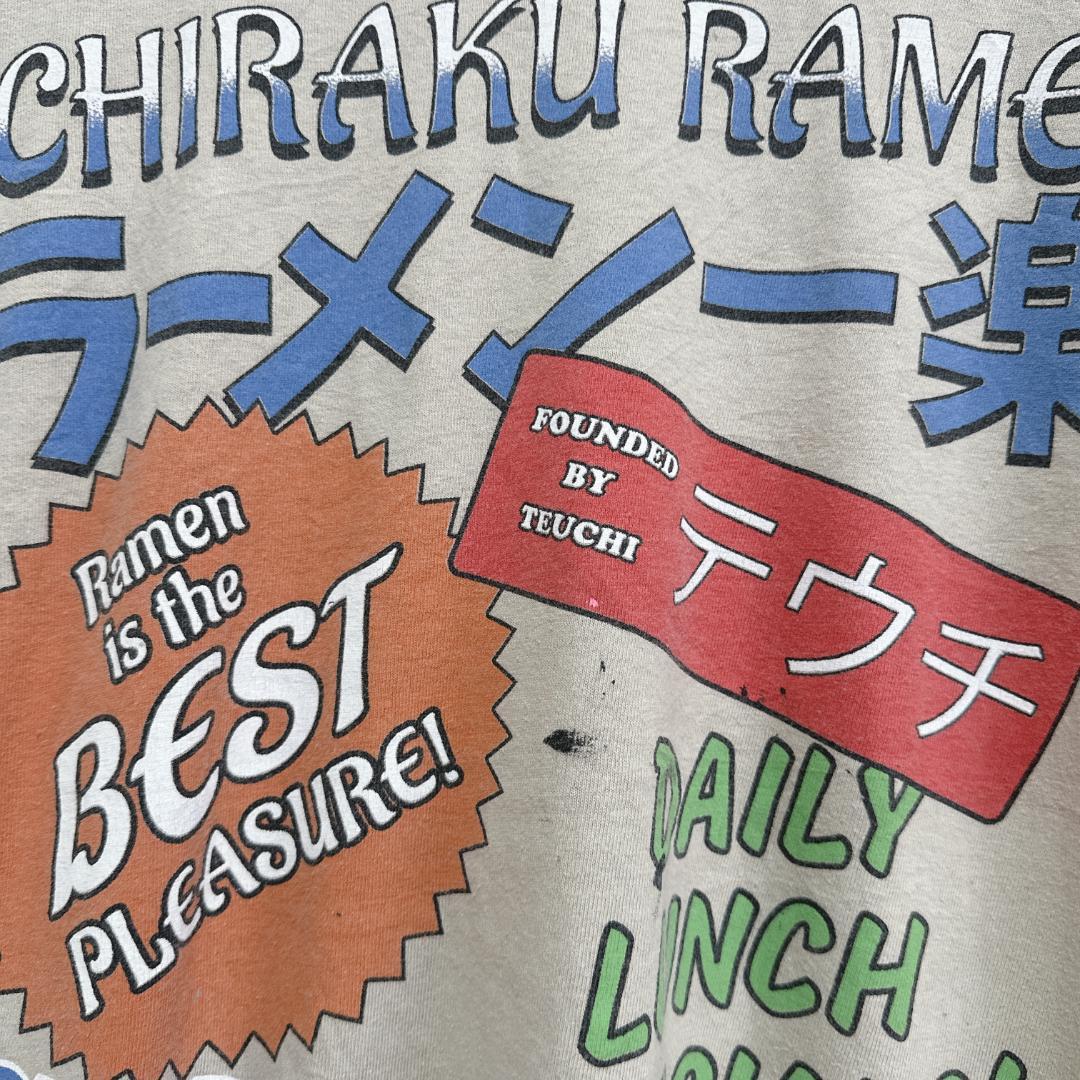 CHIRAKU RAME
ラーメン一楽
Ramen
is the
BEST
PLEASURE!
FOUNDED
BY
TEUCHI
テウチ
DAILY
LUNCH